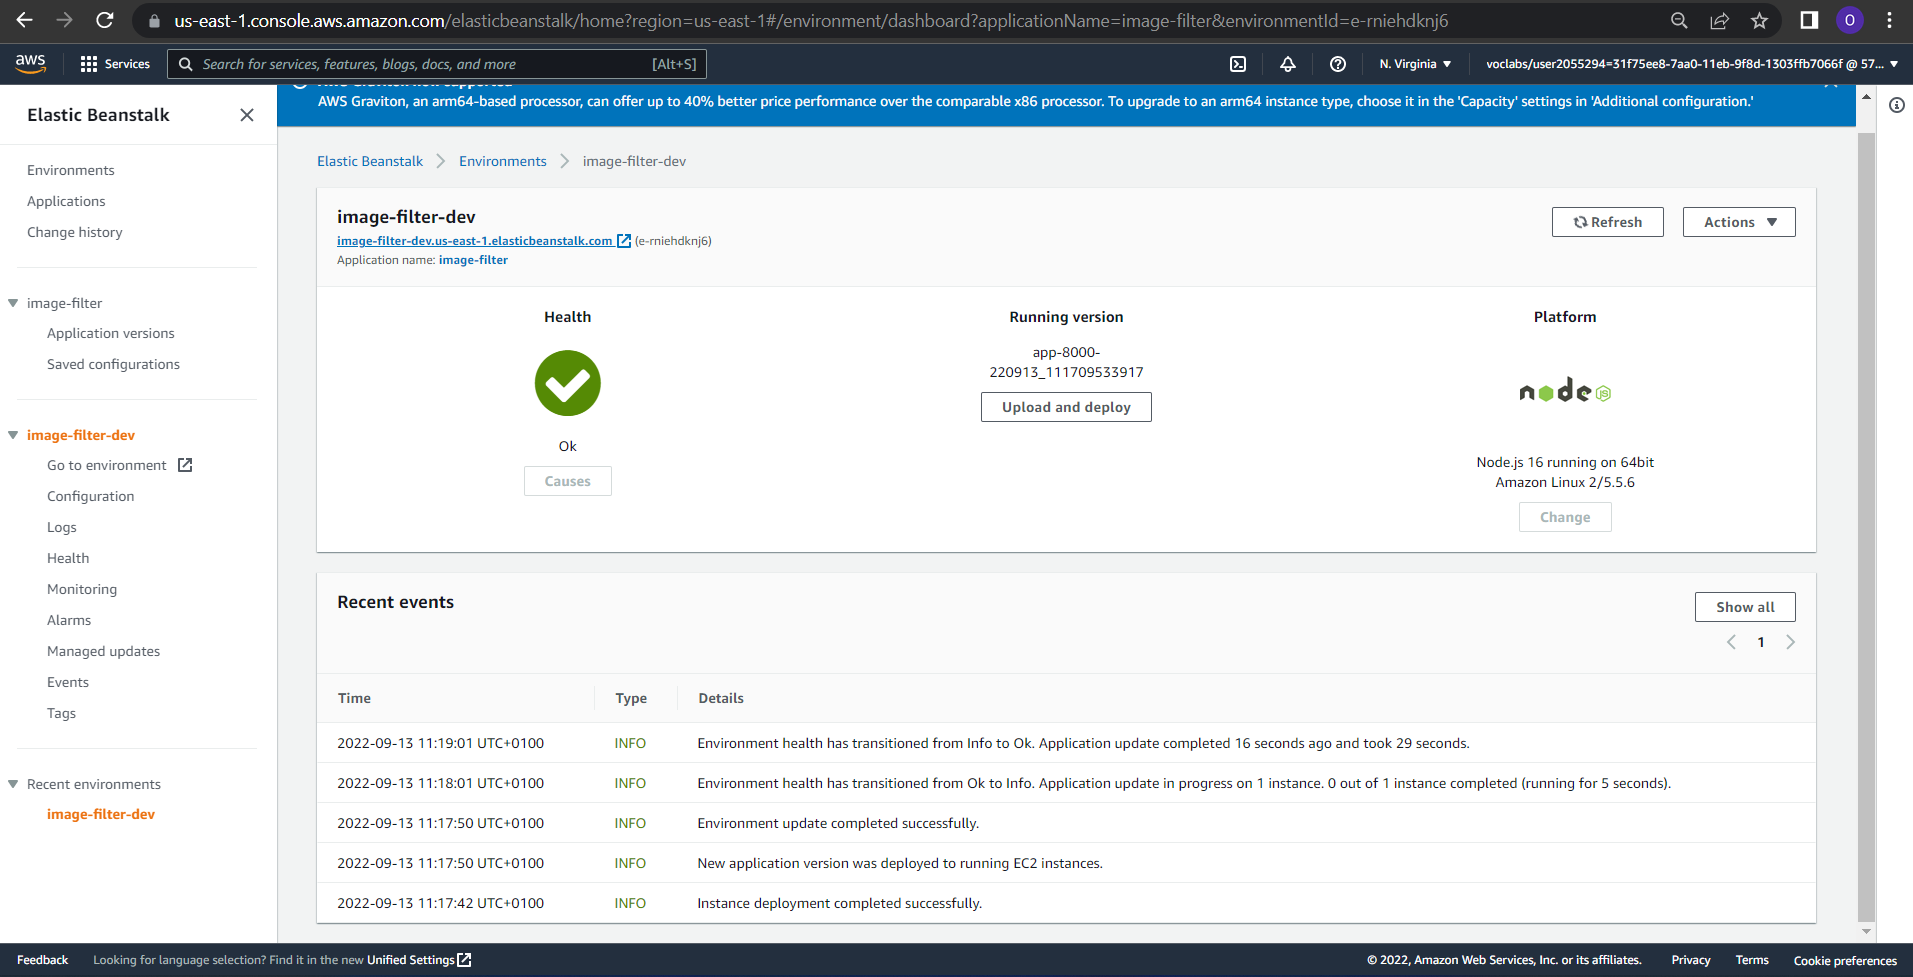 us-east-1.console.aws.amazon.com/elasticbeanstalk/home?region=us-east-1#/environment/dashboard?applicationName=image-filter&environmentId=e-rniehdknj6
O
aws
Services
Search for services, features, blogs, docs, and more
[Alt+S]
N. Virginia
voclabs/user2055294=31f75ee8-7aa0-11eb-9f8d-1303ffb7066f @ 57...
Elastic Beanstalk
Environments
Applications
Change history
image-filter
Application versions
Saved configurations
image-filter-dev
Go to environment
Configuration
Logs
Health
Monitoring
Alarms
Managed updates
Events
Tags
Recent environments
image-filter-dev
AWS Graviton, an arm64-based processor, can offer up to 40% better price performance over the comparable x86 processor. To upgrade to an arm64 instance type, choose it in the 'Capacity' settings in 'Additional configuration.'
Elastic Beanstalk
Environments
image-filter-dev
image-filter-dev
image-filter-dev.us-east-1.elasticbeanstalk.com (e-rniehdknj6)
Application name: image-filter
Refresh
Actions
Health
Ok
Causes
Running version
app-8000-
220913_111709533917
Upload and deploy
Platform
node JS
Node.js 16 running on 64bit
Amazon Linux 2/5.5.6
Change
Recent events
Show all
1
Time Type Details
2022-09-13 11:19:01 UTC+0100 INFO Environment health has transitioned from Info to Ok. Application update completed 16 seconds ago and took 29 seconds.
2022-09-13 11:18:01 UTC+0100 INFO Environment health has transitioned from Ok to Info. Application update in progress on 1 instance. 0 out of 1 instance completed (running for 5 seconds).
2022-09-13 11:17:50 UTC+0100 INFO Environment update completed successfully.
2022-09-13 11:17:50 UTC+0100 INFO New application version was deployed to running EC2 instances.
2022-09-13 11:17:42 UTC+0100 INFO Instance deployment completed successfully.
Feedback
Looking for language selection? Find it in the new Unified Settings
© 2022, Amazon Web Services, Inc. or its affiliates.
Privacy
Terms
Cookie preferences